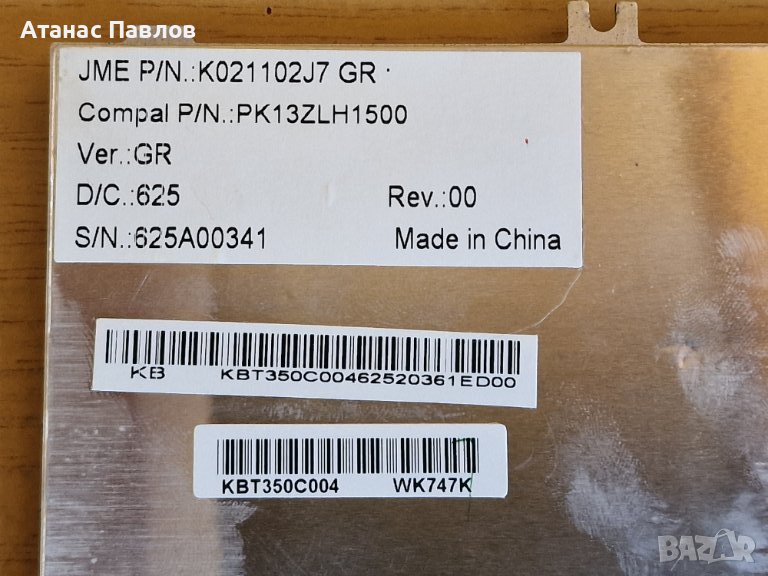 Атанас Павлов
JME P/N.:K021102J7 GR
Compal P/N.:PK13ZLH1500
Ver.:GR
D/C.:625 Rev.:00
S/N.:625A00341 Made in China
KB KBT350C00462520361ED00
KBT350C004 WK747K
BAZAR